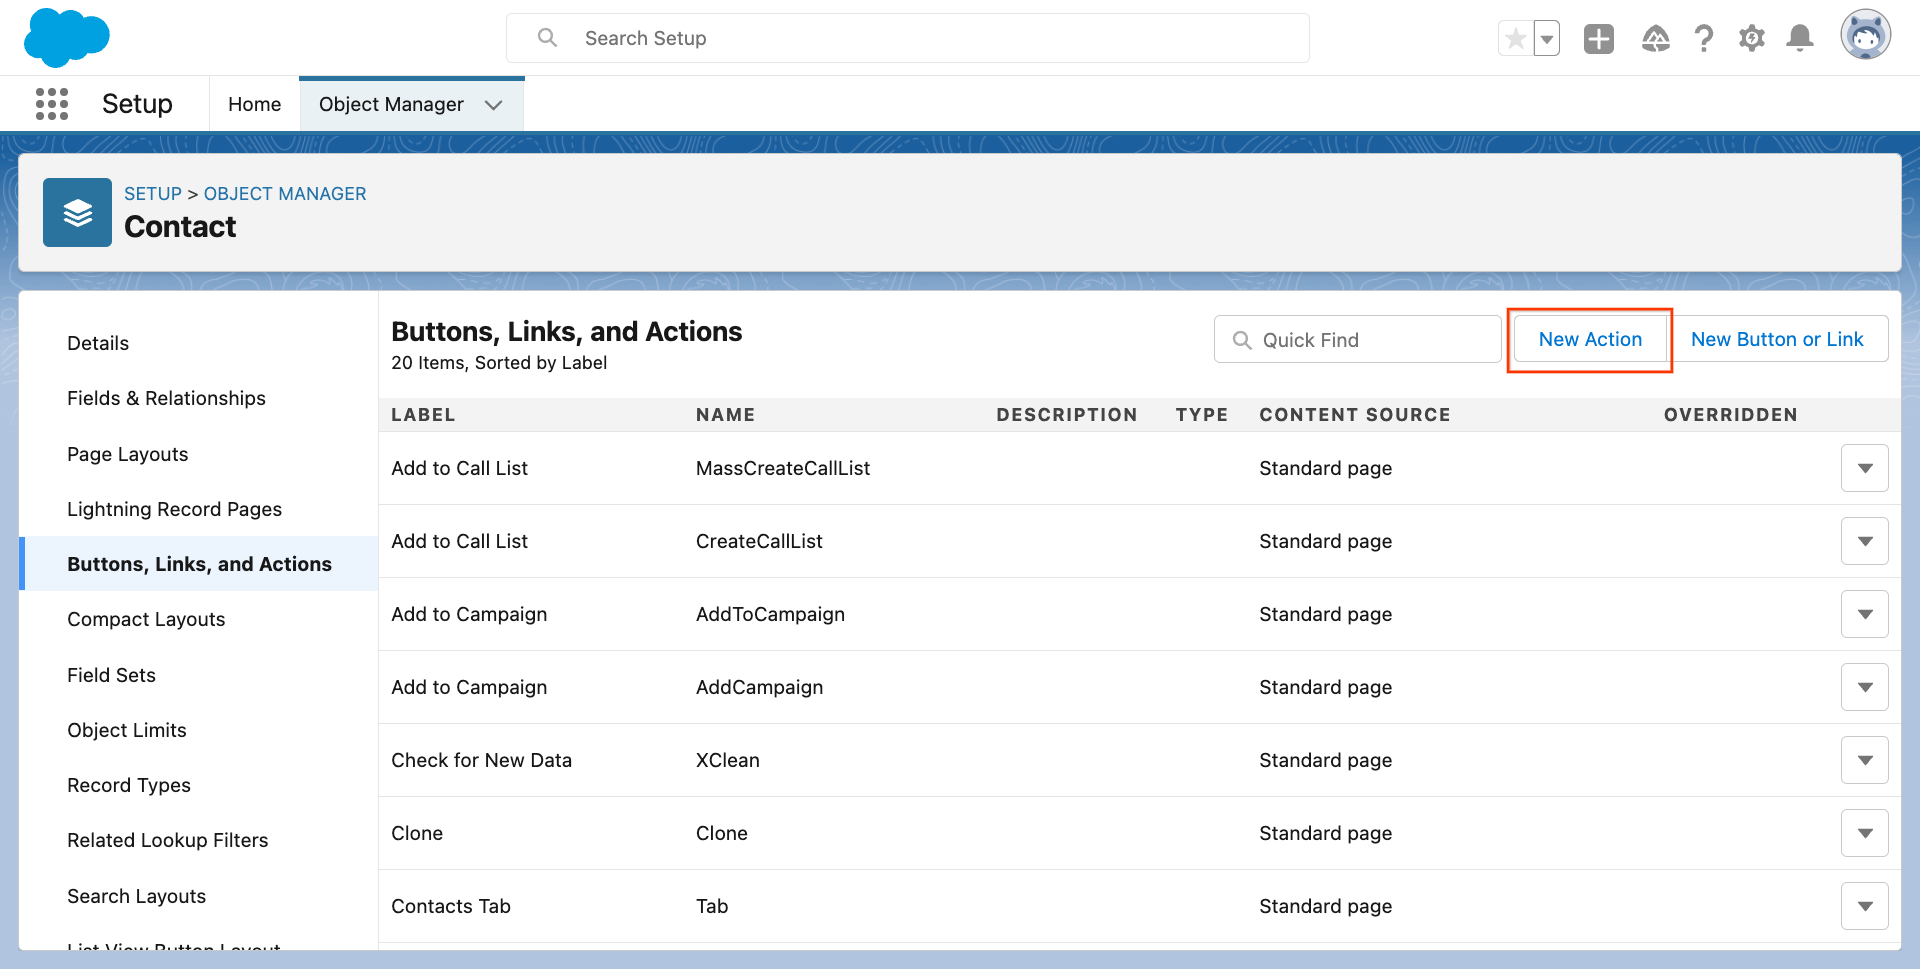 Search Setup
Setup
Home
Object Manager
SETUP > OBJECT MANAGER
Contact
Details
Fields & Relationships
Page Layouts
Lightning Record Pages
Buttons, Links, and Actions
Compact Layouts
Field Sets
Object Limits
Record Types
Related Lookup Filters
Search Layouts
List View Button Layout
Buttons, Links, and Actions
20 Items, Sorted by Label
Quick Find
New Action
New Button or Link
LABEL NAME DESCRIPTION TYPE CONTENT SOURCE OVERRIDDEN
Add to Call List MassCreateCallList Standard page
Add to Call List CreateCallList Standard page
Add to Campaign AddToCampaign Standard page
Add to Campaign AddCampaign Standard page
Check for New Data XClean Standard page
Clone Clone Standard page
Contacts Tab Tab Standard page